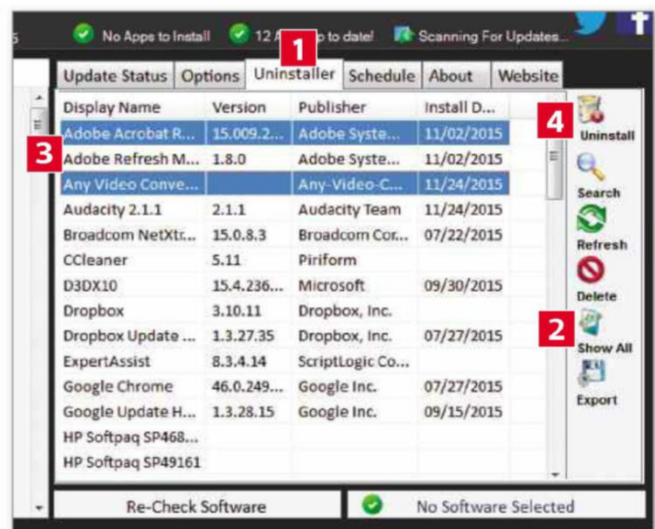 No Apps to Install 12 A p to date! Scanning For Updates...
1
Update Status Options Uninstaller Schedule About Website
Display Name Version Publisher Install D...
Adobe Acrobat R... 15.009.2... Adobe Syste... 11/02/2015
4
Uninstall
3
Adobe Refresh M... 1.8.0 Adobe Syste... 11/02/2015
Any Video Conve... Any-Video-C... 11/24/2015
Search
Audacity 2.1.1 2.1.1 Audacity Team 11/24/2015
Broadcom NetXtr... 15.0.8.3 Broadcom Cor... 07/22/2015
Refresh
CCleaner 5.11 Piriform
D3DX10 15.4.236... Microsoft 09/30/2015
Delete
Dropbox 3.10.11 Dropbox, Inc.
Dropbox Update ... 1.3.27.35 Dropbox, Inc. 07/27/2015
2
Show All
ExpertAssist 8.3.4.14 ScriptLogic Co...
Google Chrome 46.0.249... Google Inc. 07/27/2015
Export
Google Update H... 1.3.28.15 Google Inc. 09/15/2015
HP Softpaq SP468...
HP Softpaq SP49161
Re-Check Software No Software Selected